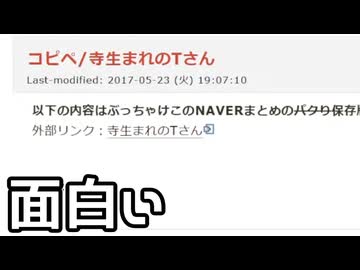 コピペ/寺生まれのTさん
Last-modified: 2017-05-23 (火) 19:07:10
以下の内容はぶっちゃけこのNAVERまとめのパクり保存版
外部リンク：寺生まれのTさん
面白い